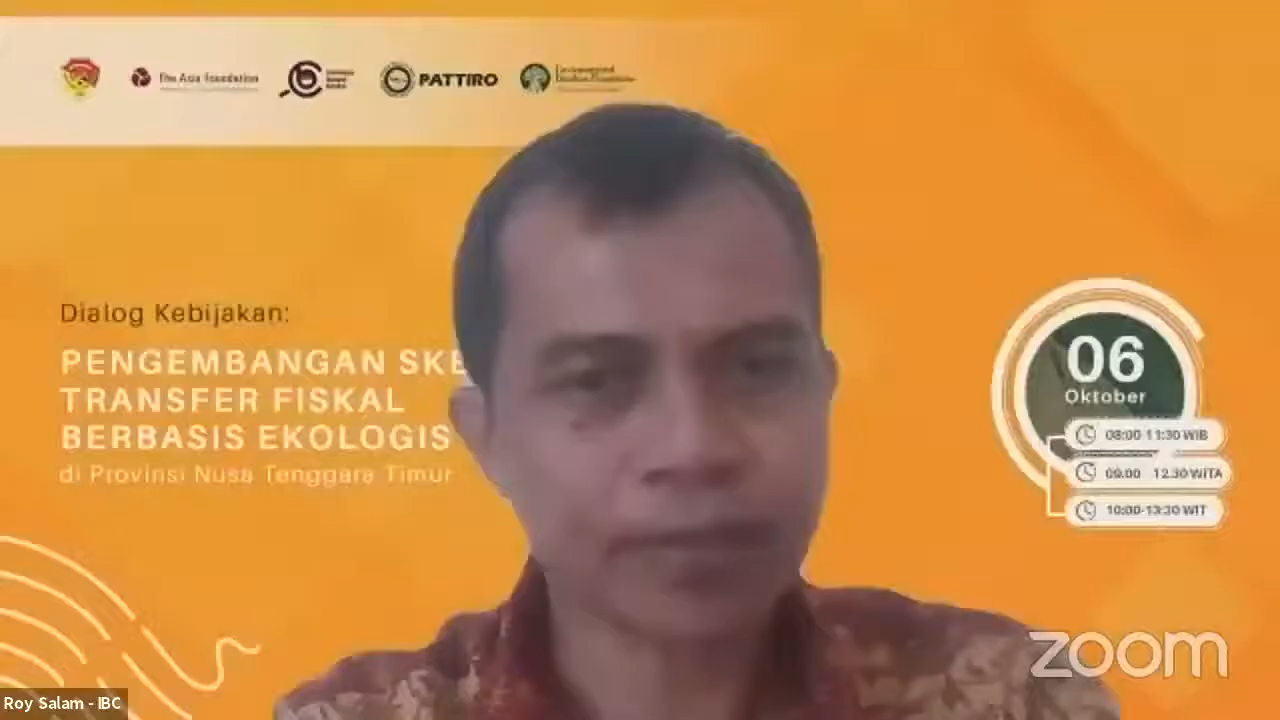 The Asia Foundation
PATTIRO
Dialog Kebijakan:
PENGEMBANGAN SKE
TRANSFER FISKAL
BERBASIS EKOLOGIS
di Provinsi Nusa Tenggara Timur
06
Oktober
08:00-11:30 WIB
09.00 12.30 WITA
10:00-13:30 WIT
zoom
Roy Salam - IBC